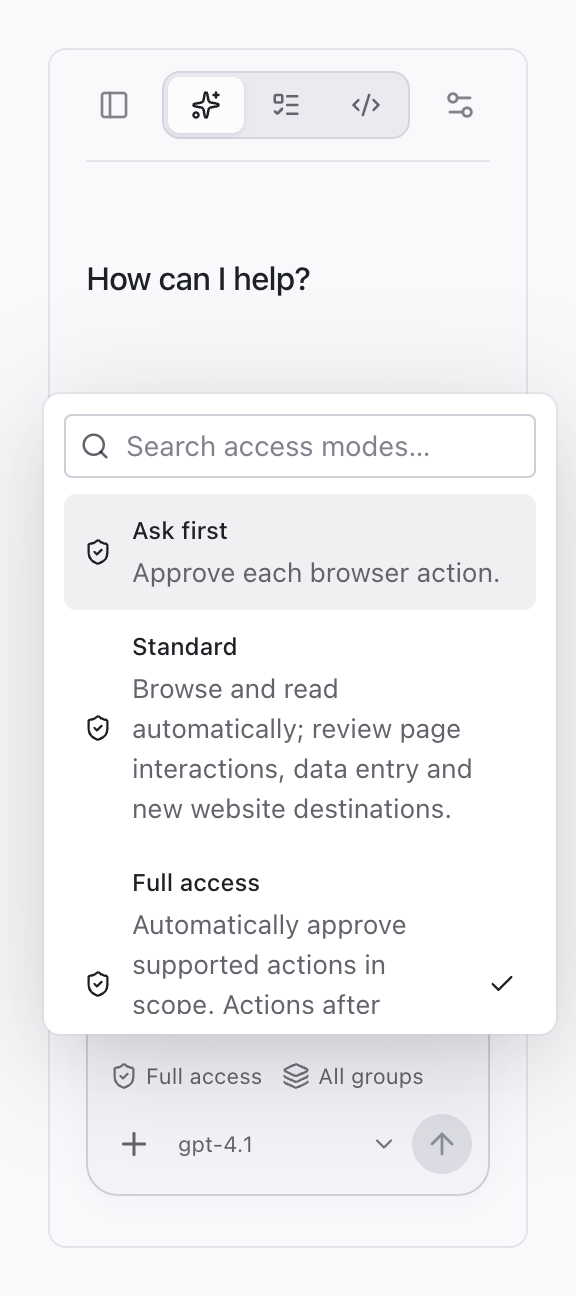 How can I help?
Search access modes...
Ask first
Approve each browser action.
Standard
Browse and read
automatically; review page
interactions, data entry and
new website destinations.
Full access
Automatically approve
supported actions in
scope. Actions after
Full access All groups
gpt-4.1